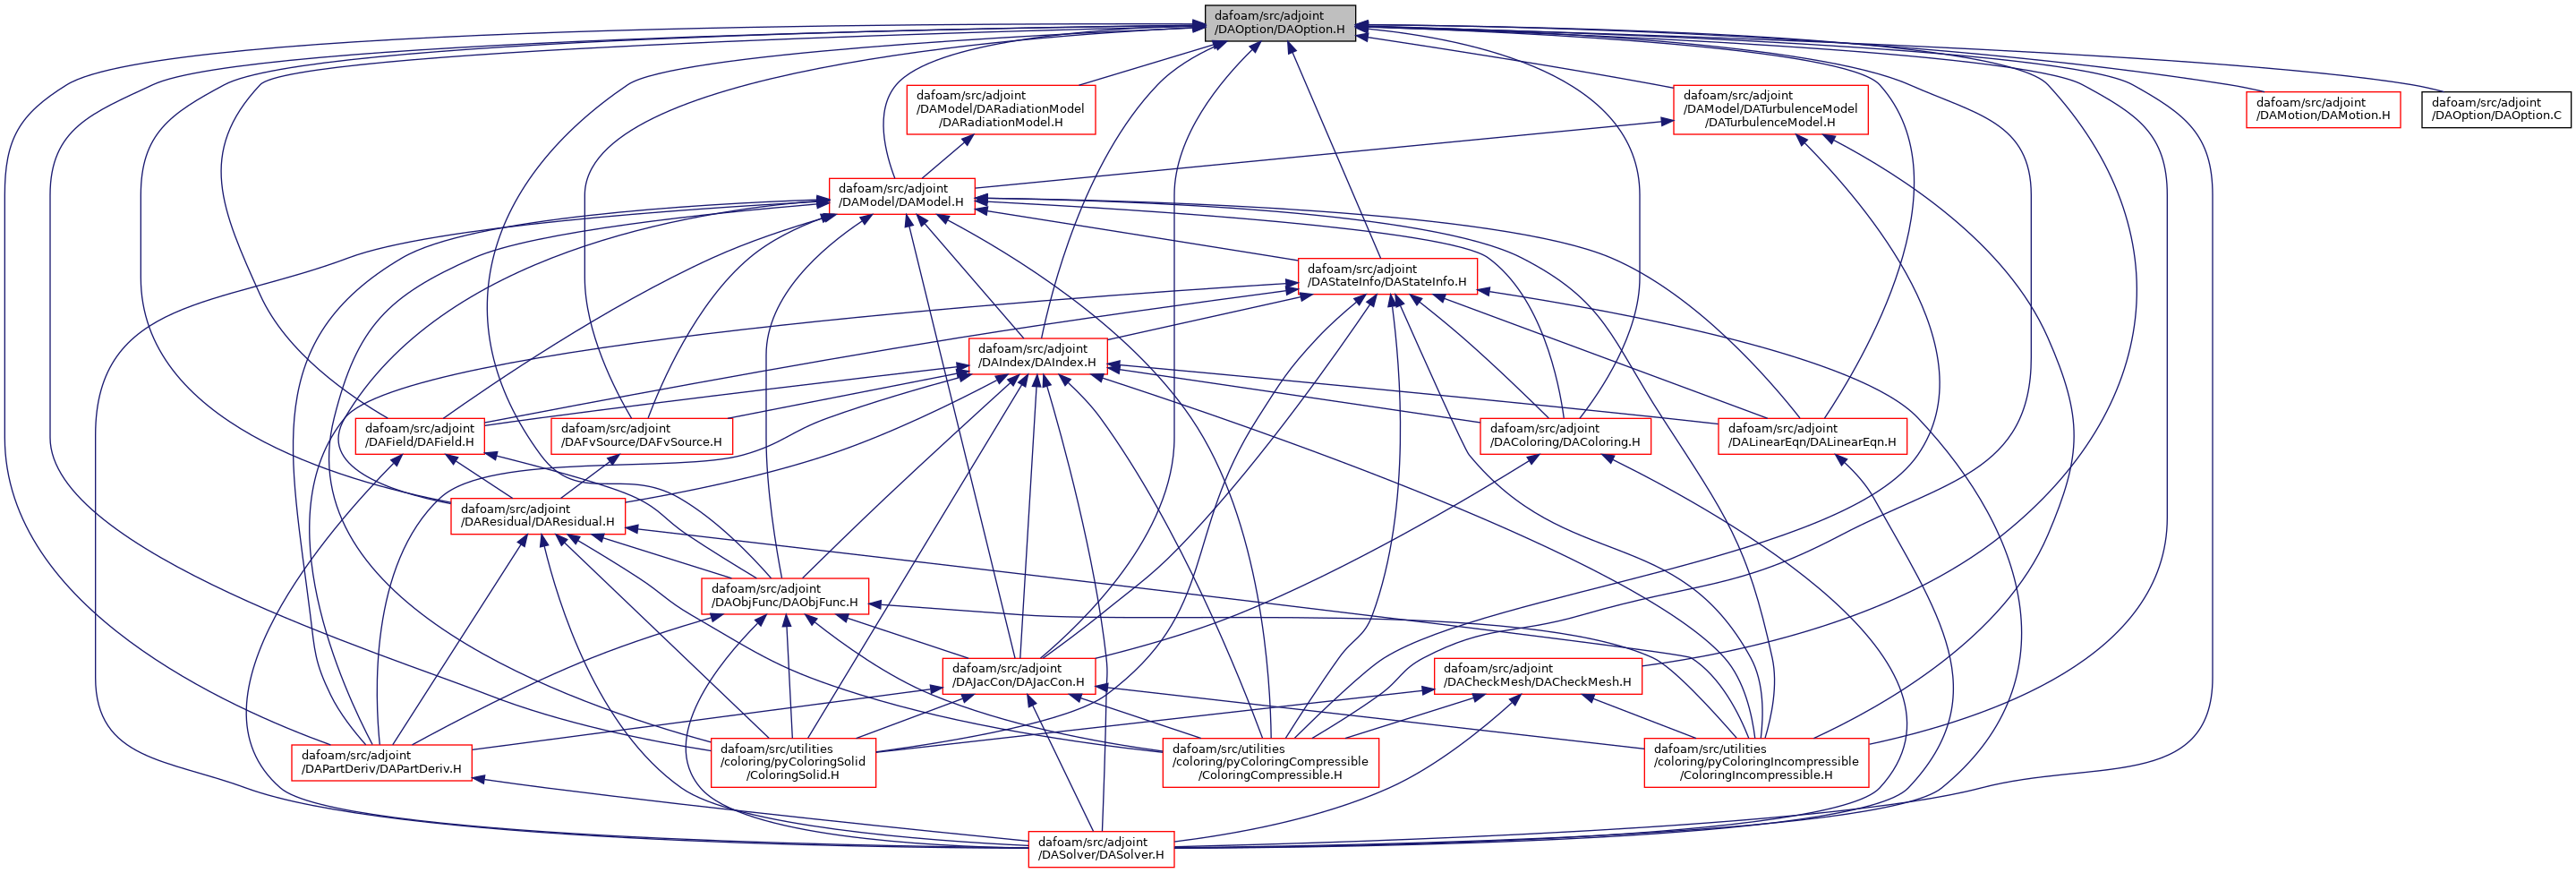 dafoam/src/adjoint
/DAOption/DAOption.H
dafoam/src/adjoint
/DAModel/DARadiationModel
/DARadiationModel.H
dafoam/src/adjoint
/DAModel/DATurbulenceModel
/DATurbulenceModel.H
dafoam/src/adjoint
/DAMotion/DAMotion.H
dafoam/src/adjoint
/DAOption/DAOption.C
dafoam/src/adjoint
/DAModel/DAModel.H
dafoam/src/adjoint
/DAStateInfo/DAStateInfo.H
dafoam/src/adjoint
/DAIndex/DAIndex.H
dafoam/src/adjoint
/DAField/DAField.H
dafoam/src/adjoint
/DAFvSource/DAFvSource.H
dafoam/src/adjoint
/DAColoring/DAColoring.H
dafoam/src/adjoint
/DALinearEqn/DALinearEqn.H
dafoam/src/adjoint
/DAResidual/DAResidual.H
dafoam/src/adjoint
/DAObjFunc/DAObjFunc.H
dafoam/src/adjoint
/DAJacCon/DAJacCon.H
dafoam/src/adjoint
/DACheckMesh/DACheckMesh.H
dafoam/src/adjoint
/DAPartDeriv/DAPartDeriv.H
dafoam/src/utilities
/coloring/pyColoringSolid
/ColoringSolid.H
dafoam/src/utilities
/coloring/pyColoringCompressible
/ColoringCompressible.H
dafoam/src/utilities
/coloring/pyColoringIncompressible
/ColoringIncompressible.H
dafoam/src/adjoint
/DASolver/DASolver.H